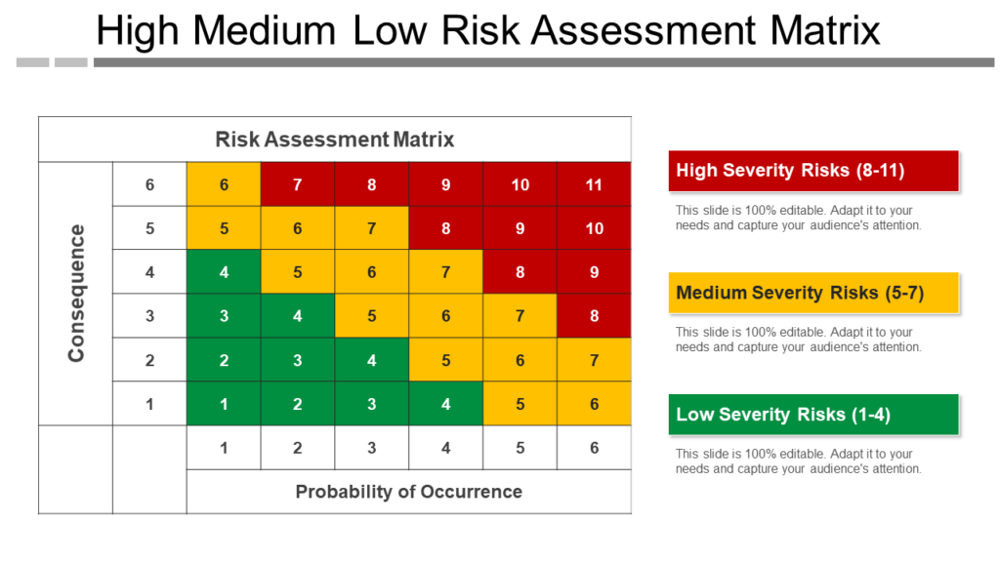 High Medium Low Risk Assessment Matrix
Risk Assessment Matrix
Consequence
6 6 7 8 9 10 11
5 5 6 7 8 9 10
4 4 5 6 7 8 9
3 3 4 5 6 7 8
2 2 3 4 5 6 7
1 1 2 3 4 5 6
1 2 3 4 5 6
Probability of Occurrence
High Severity Risks (8-11)
This slide is 100% editable. Adapt it to your
needs and capture your audience's attention.
Medium Severity Risks (5-7)
This slide is 100% editable. Adapt it to your
needs and capture your audience's attention.
Low Severity Risks (1-4)
This slide is 100% editable. Adapt it to your
needs and capture your audience's attention.